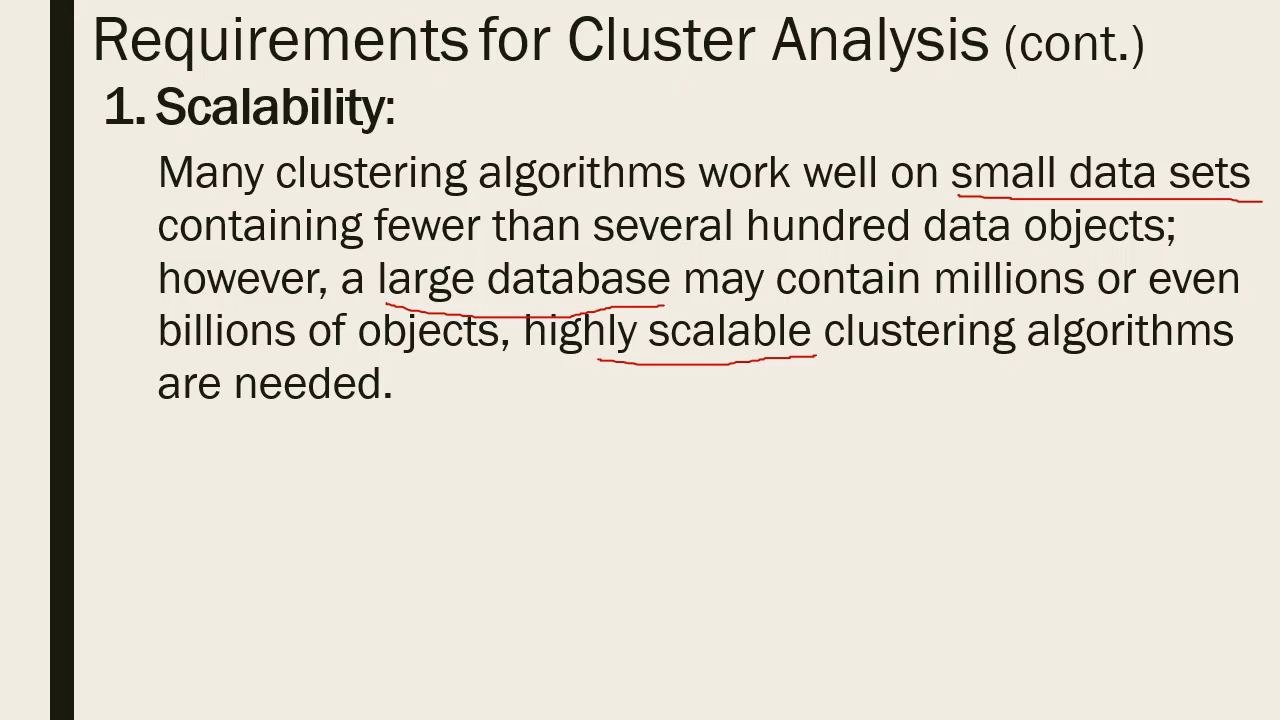 Requirements for Cluster Analysis (cont.)
1. Scalability:
Many clustering algorithms work well on small data sets
containing fewer than several hundred data objects;
however, a large database may contain millions or even
billions of objects, highly scalable clustering algorithms
are needed.